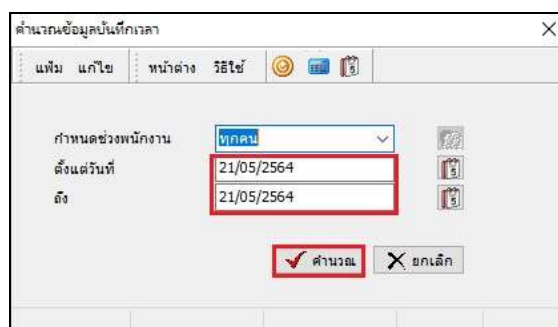 คำนวณข้อมูลบันทึกเวลา
แฟ้ม แก้ไข หน้าต่าง วิธีใช้
กำหนดช่วงพนักงาน ทุกคน
ตั้งแต่วันที่ 21/05/2564
ถึง 21/05/2564
คำนวณ ยกเลิก